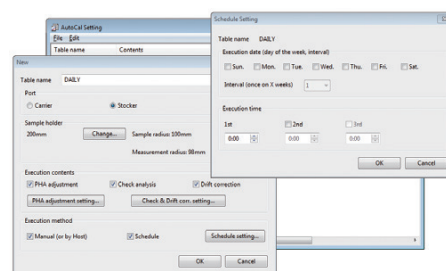 AutoCal Setting
File Edit
Table name Contents
New
Table name DAILY
Port
Carrier Stocker
Sample holder
200mm Change... Sample radius: 100mm
Measurement radius: 98mm
Execution contents
PHA adjustment Check analysis Drift correction
PHA adjustment setting... Check & Drift corr. setting...
Execution method
Manual (or by Host) Schedule Schedule setting...
OK Cancel
Schedule Setting
Table name DAILY
Execution date (day of the week, interval)
Sun. Mon. Tue. Wed. Thu. Fri. Sat.
Interval (once on X weeks) 1
Execution time
1st 2nd 3rd
0:00 0:00 0:00
OK Cancel